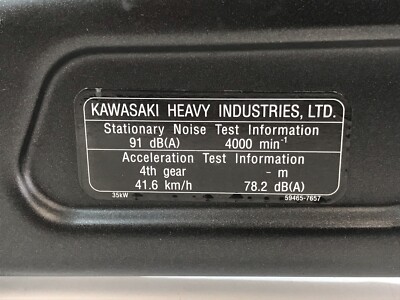 KAWASAKI HEAVY INDUSTRIES, LTD.
Stationary Noise Test Information
91 dB(A) 4000 min⁻¹
Acceleration Test Information
4th gear – m
41.6 km/h 78.2 dB(A)
35kW 59465-7657